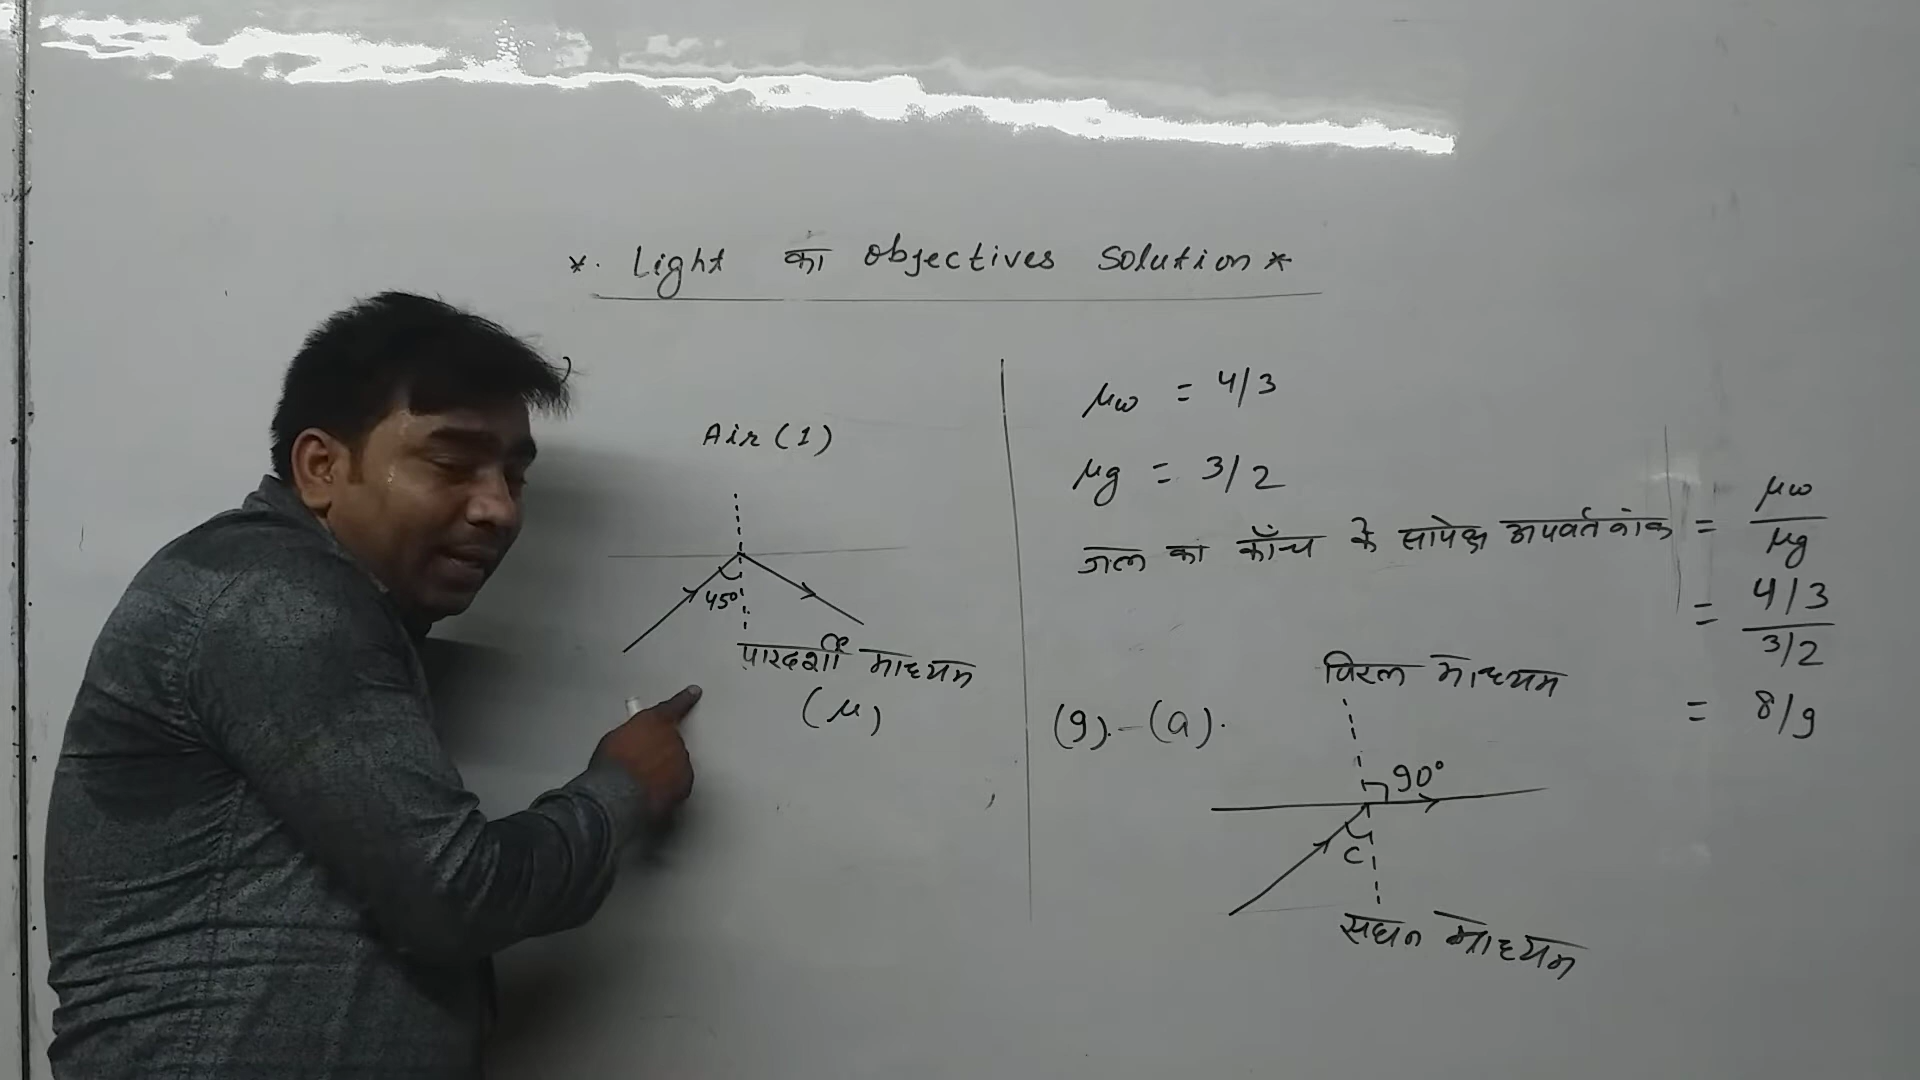 *. Light का objectives solution *
Air (1)
45°
पारदर्शी माध्यम
(μ)
μw = 4/3
μg = 3/2
जल का काँच के सापेक्ष अपवर्तनांक = μw/μg
= 4/3 / 3/2
= 8/9
(9).-(a).
विरल माध्यम
90°
C
सघन माध्यम